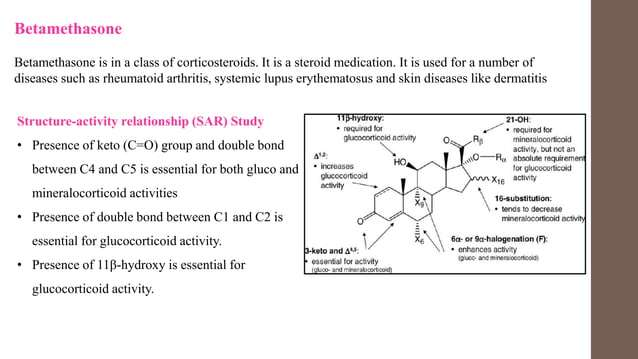 Betamethasone
Betamethasone is in a class of corticosteroids. It is a steroid medication. It is used for a number of
diseases such as rheumatoid arthritis, systemic lupus erythematosus and skin diseases like dermatitis
Structure-activity relationship (SAR) Study
• Presence of keto (C=O) group and double bond
between C4 and C5 is essential for both gluco and
mineralocorticoid activities
• Presence of double bond between C1 and C2 is
essential for glucocorticoid activity.
• Presence of 11β-hydroxy is essential for
glucocorticoid activity.
11β-hydroxy:
• required for
glucocorticoid activity
Δ1,2:
• increases
glucocorticoid
activity
21-OH:
• required for
mineralocorticoid
activity, but not an
absolute requirement
for glucocorticoid
activity
16-substitution:
• tends to decrease
mineralocorticoid activity
6α- or 9α-halogenation (F):
• enhances activity
(gluco- and mineralocorticoid)
3-keto and Δ4,5:
• essential for activity
(gluco- and mineralocorticoid)
O
Rβ
O
Rα
HO
X16
X9
O
X6